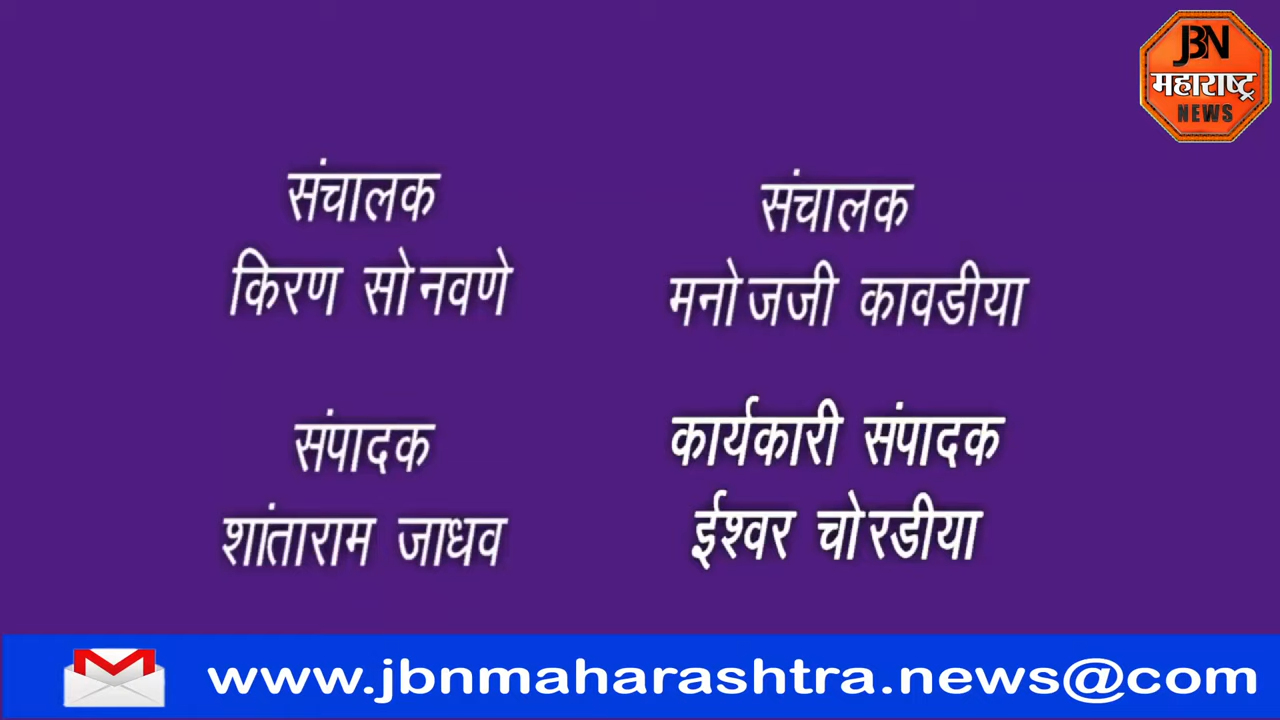 JBN
महाराष्ट्र
NEWS
संचालक
किरण सोनवणे
संचालक
मनोजजी कावडीया
संपादक
शांताराम जाधव
कार्यकारी संपादक
ईश्वर चोरडीया
www.jbnmaharashtra.news@com